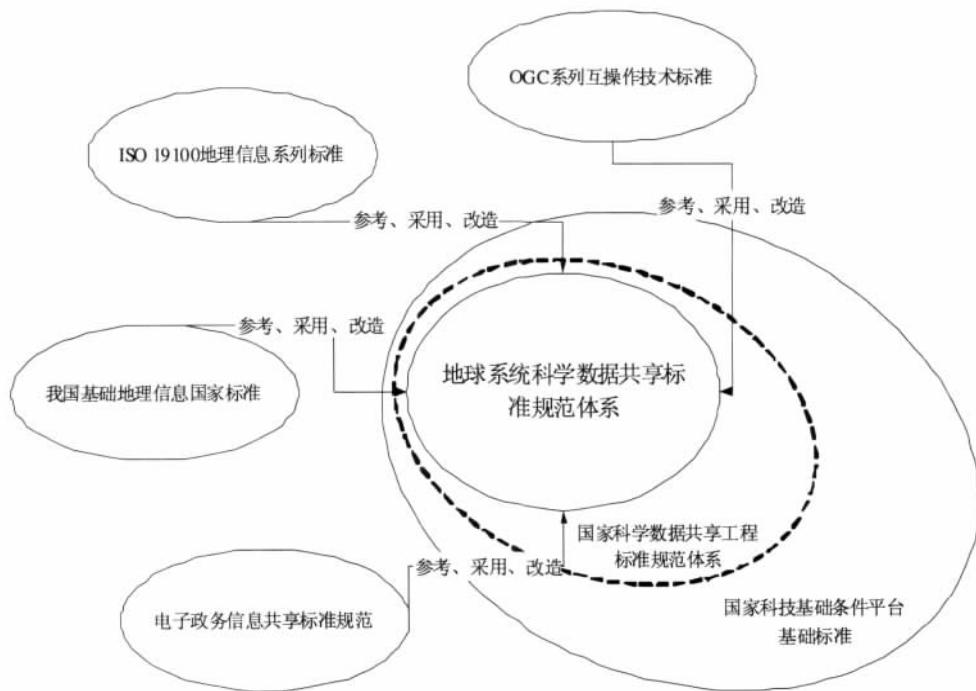 OGC系列互操作技术标准
ISO 19100地理信息系列标准
参考、采用、改造
参考、采用、改造
参考、采用、改造
我国基础地理信息国家标准
地球系统科学数据共享标
准规范体系
国家科学数据共享工程
标准规范体系
参考、采用、改造
电子政务信息共享标准规范
国家科技基础条件平台
基础标准